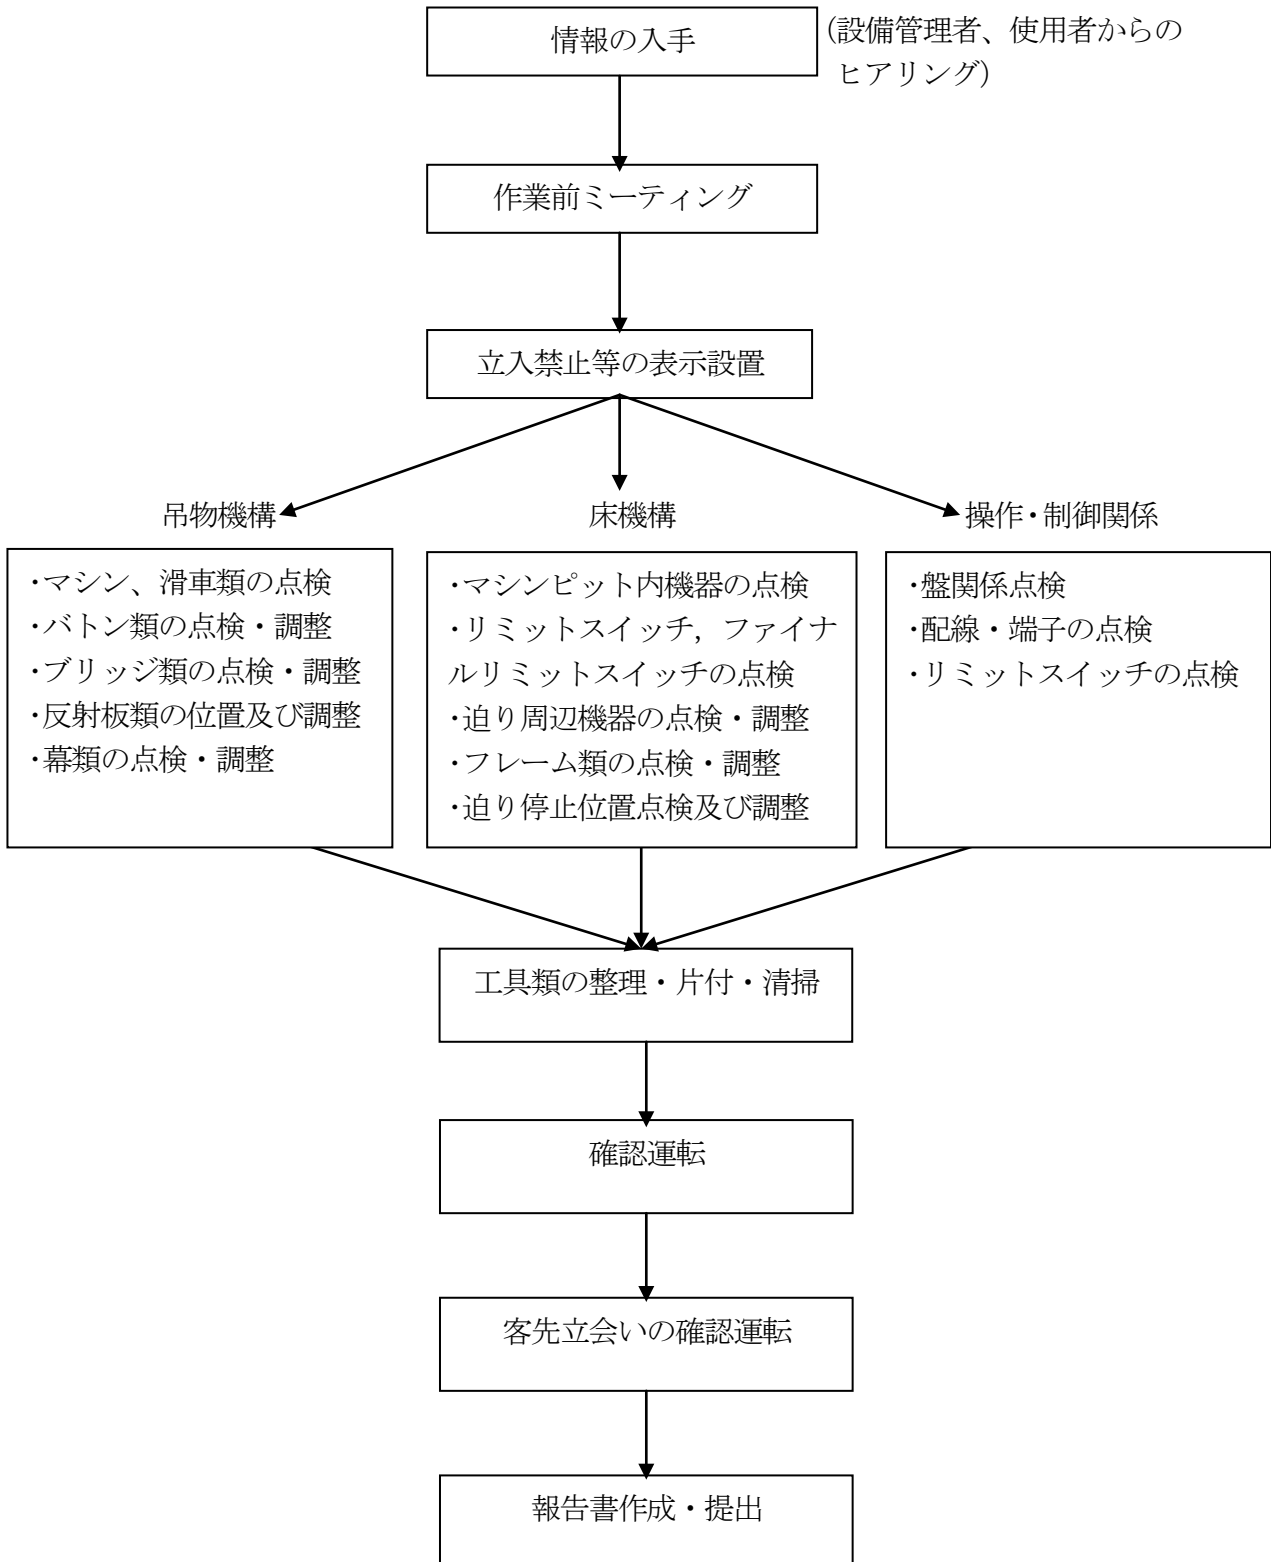 情報の入手
(設備管理者、使用者からの
ヒアリング)
作業前ミーティング
立入禁止等の表示設置
吊物機構
・マシン、滑車類の点検
・バトン類の点検・調整
・ブリッジ類の点検・調整
・反射板類の位置及び調整
・幕類の点検・調整
床機構
・マシンピット内機器の点検
・リミットスイッチ，ファイナ
ルリミットスイッチの点検
・迫り周辺機器の点検・調整
・フレーム類の点検・調整
・迫り停止位置点検及び調整
操作・制御関係
・盤関係点検
・配線・端子の点検
・リミットスイッチの点検
工具類の整理・片付・清掃
確認運転
客先立会いの確認運転
報告書作成・提出